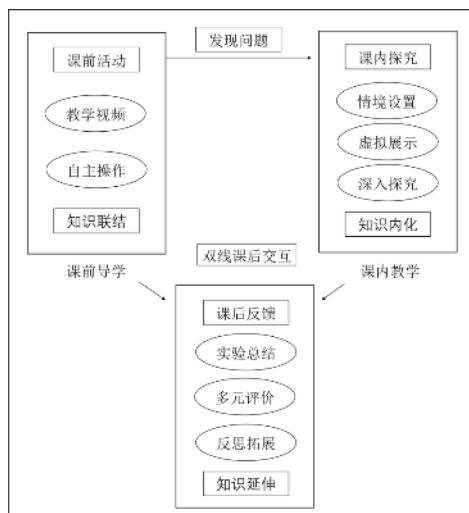 发现问题
课前活动
教学视频
自主操作
知识联结
课前导学
课内探究
情境设置
虚拟展示
深入探究
知识内化
课内教学
双线课后交互
课后反馈
实验总结
多元评价
反思拓展
知识延伸